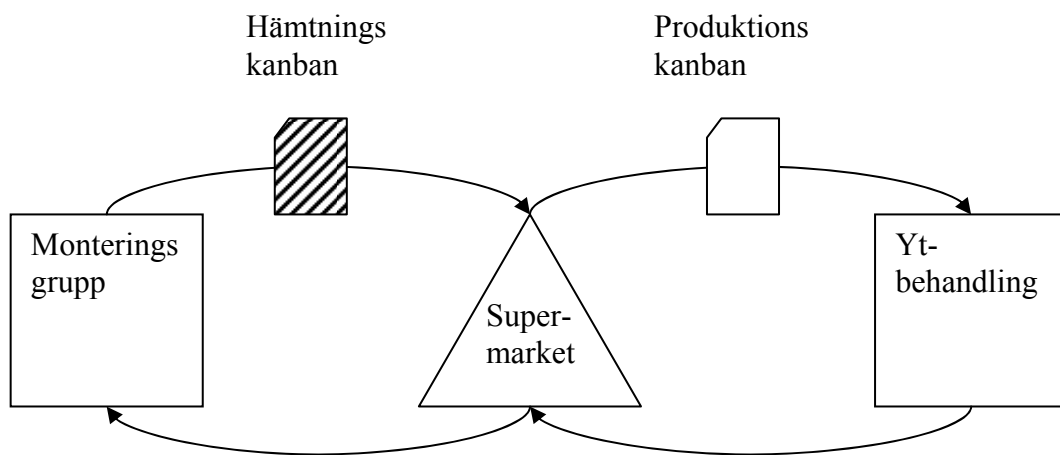 Hämtnings
kanban
Produktions
kanban
Monterings
grupp
Super-
market
Yt-
behandling